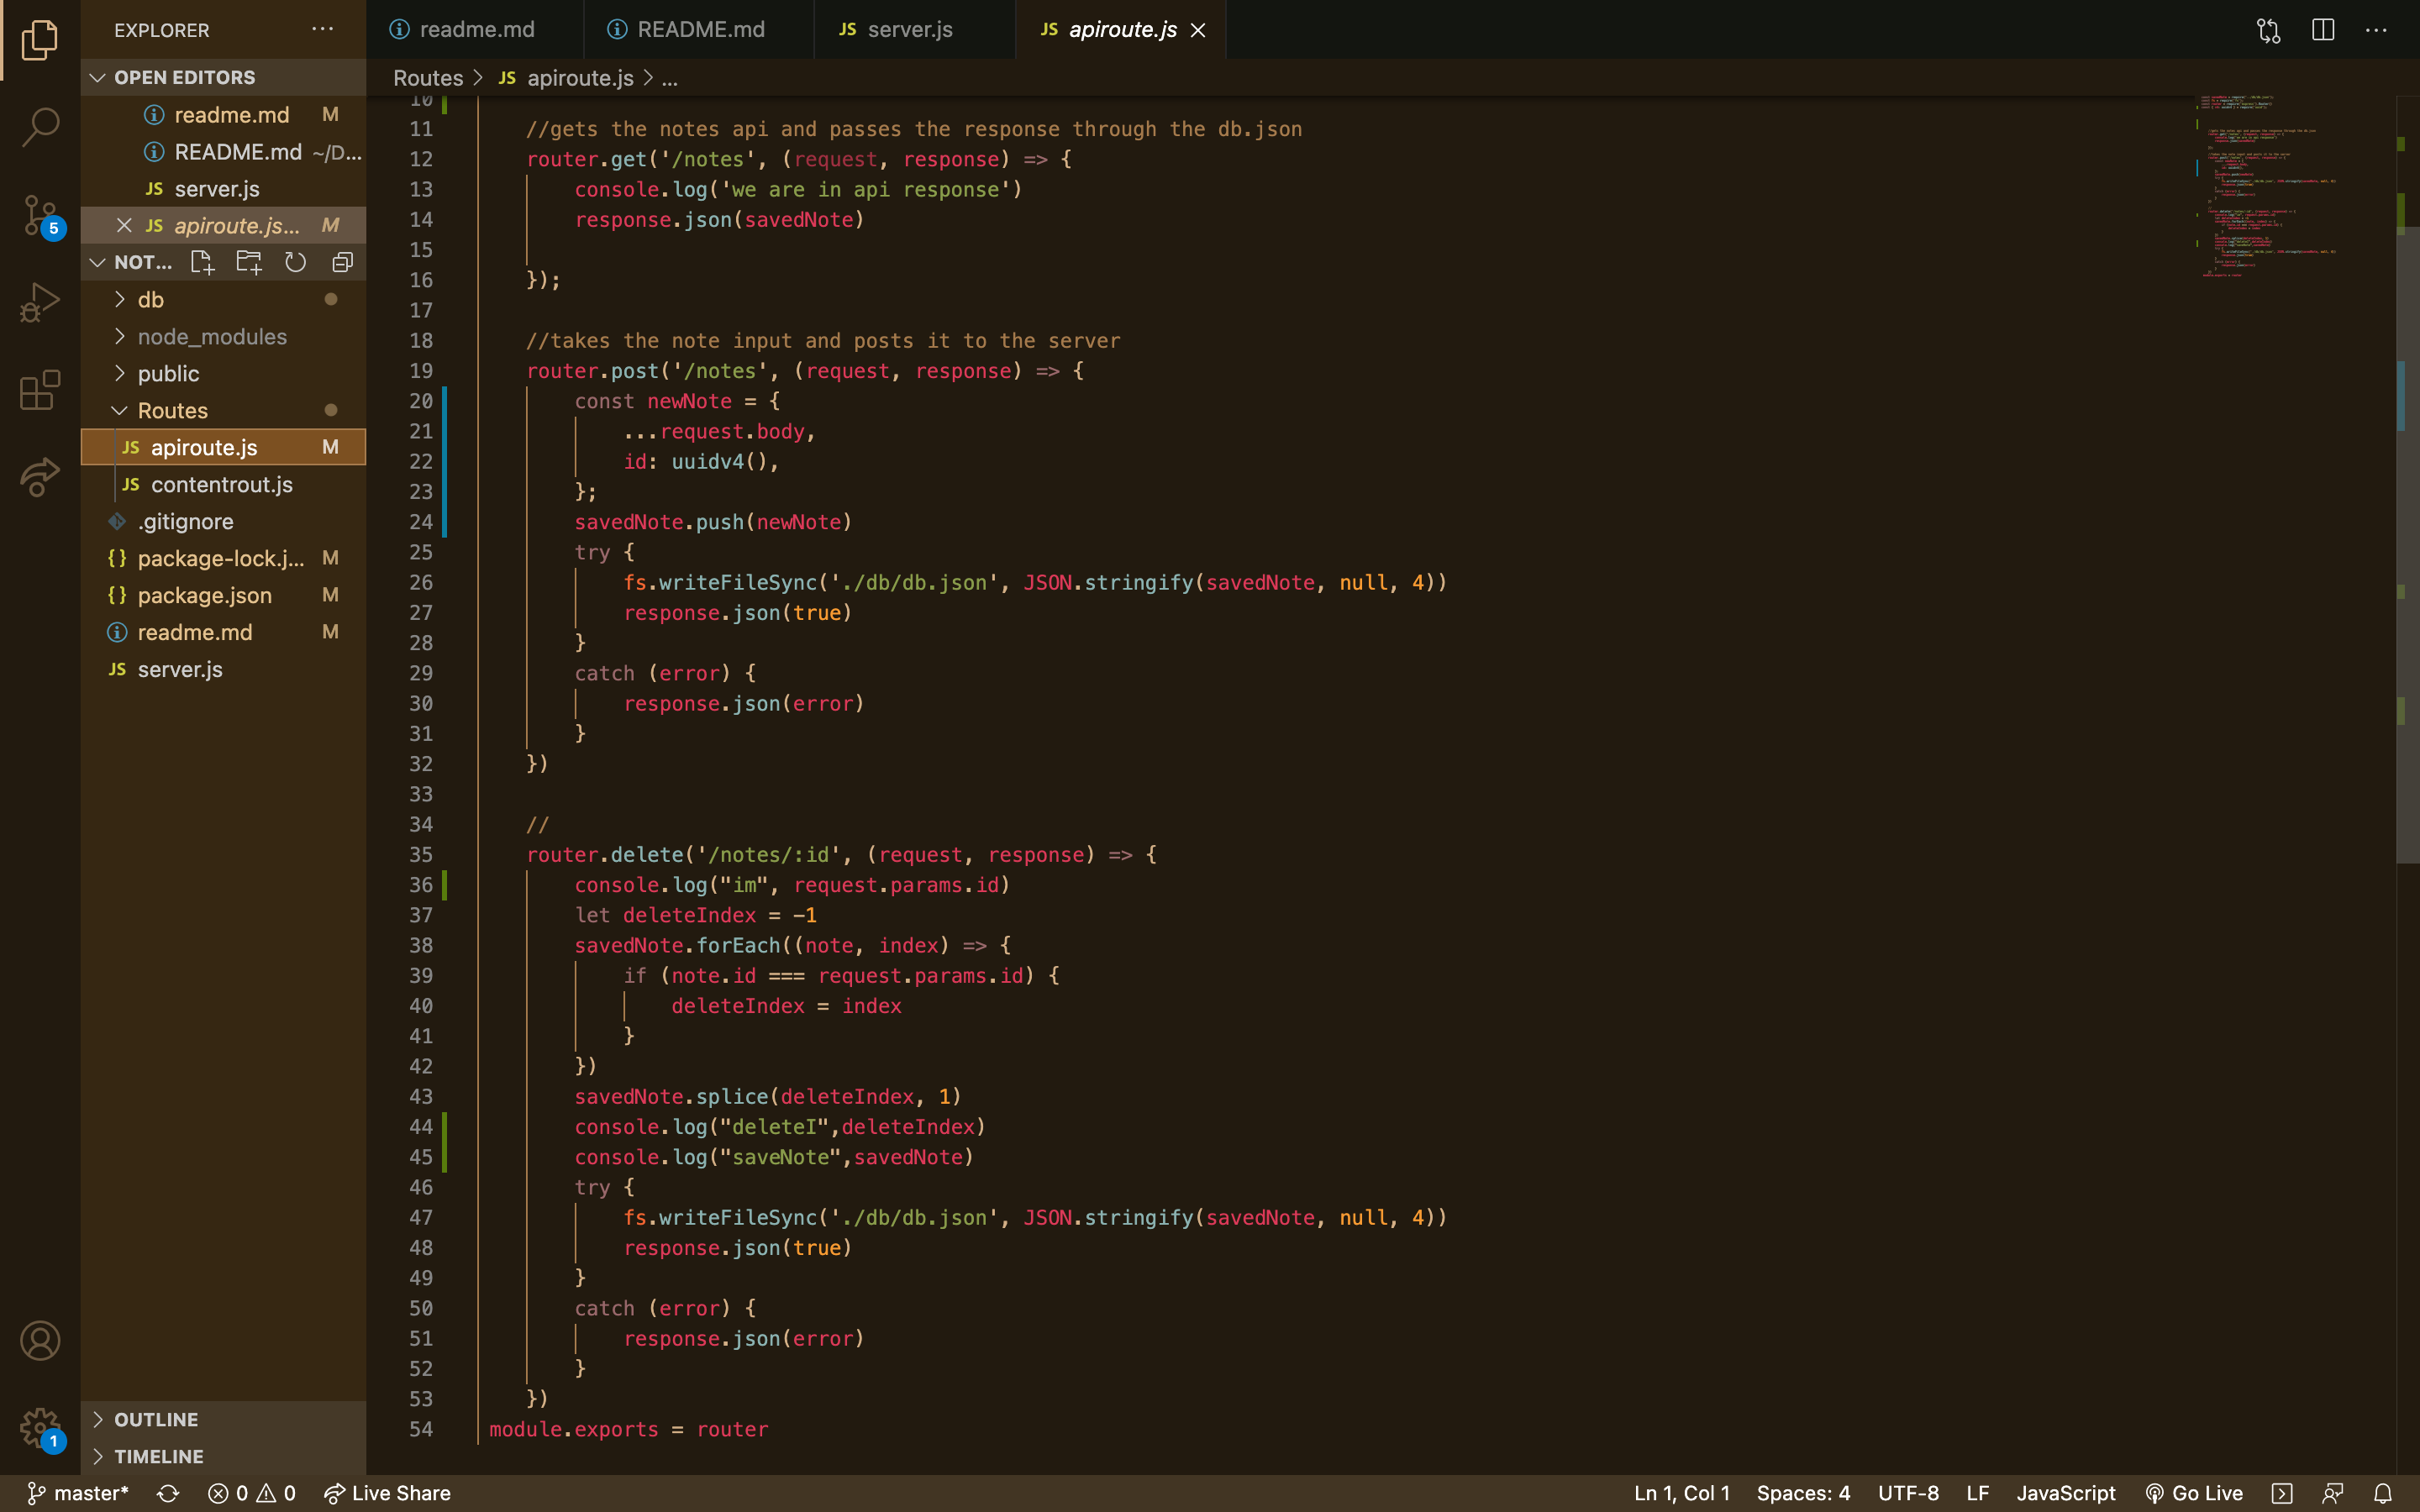 EXPLORER
OPEN EDITORS
readme.md M
README.md ~/D...
JS server.js
JS apiroute.js... M
NOT...
db
node_modules
public
Routes
JS apiroute.js M
JS contentrout.js
.gitignore
{} package-lock.j... M
{} package.json M
readme.md M
JS server.js
OUTLINE
TIMELINE
5
1
readme.md
README.md
JS server.js
JS apiroute.js
Routes > JS apiroute.js > ...
10
11 //gets the notes api and passes the response through the db.json
12 router.get('/notes', (request, response) => {
13 console.log('we are in api response')
14 response.json(savedNote)
15
16 });
17
18 //takes the note input and posts it to the server
19 router.post('/notes', (request, response) => {
20 const newNote = {
21 ...request.body,
22 id: uuidv4(),
23 };
24 savedNote.push(newNote)
25 try {
26 fs.writeFileSync('./db/db.json', JSON.stringify(savedNote, null, 4))
27 response.json(true)
28 }
29 catch (error) {
30 response.json(error)
31 }
32 })
33
34 //
35 router.delete('/notes/:id', (request, response) => {
36 console.log("im", request.params.id)
37 let deleteIndex = -1
38 savedNote.forEach((note, index) => {
39 if (note.id === request.params.id) {
40 deleteIndex = index
41 }
42 })
43 savedNote.splice(deleteIndex, 1)
44 console.log("deleteI",deleteIndex)
45 console.log("saveNote",savedNote)
46 try {
47 fs.writeFileSync('./db/db.json', JSON.stringify(savedNote, null, 4))
48 response.json(true)
49 }
50 catch (error) {
51 response.json(error)
52 }
53 })
54 module.exports = router
master* 0 0 Live Share
Ln 1, Col 1 Spaces: 4 UTF-8 LF JavaScript Go Live